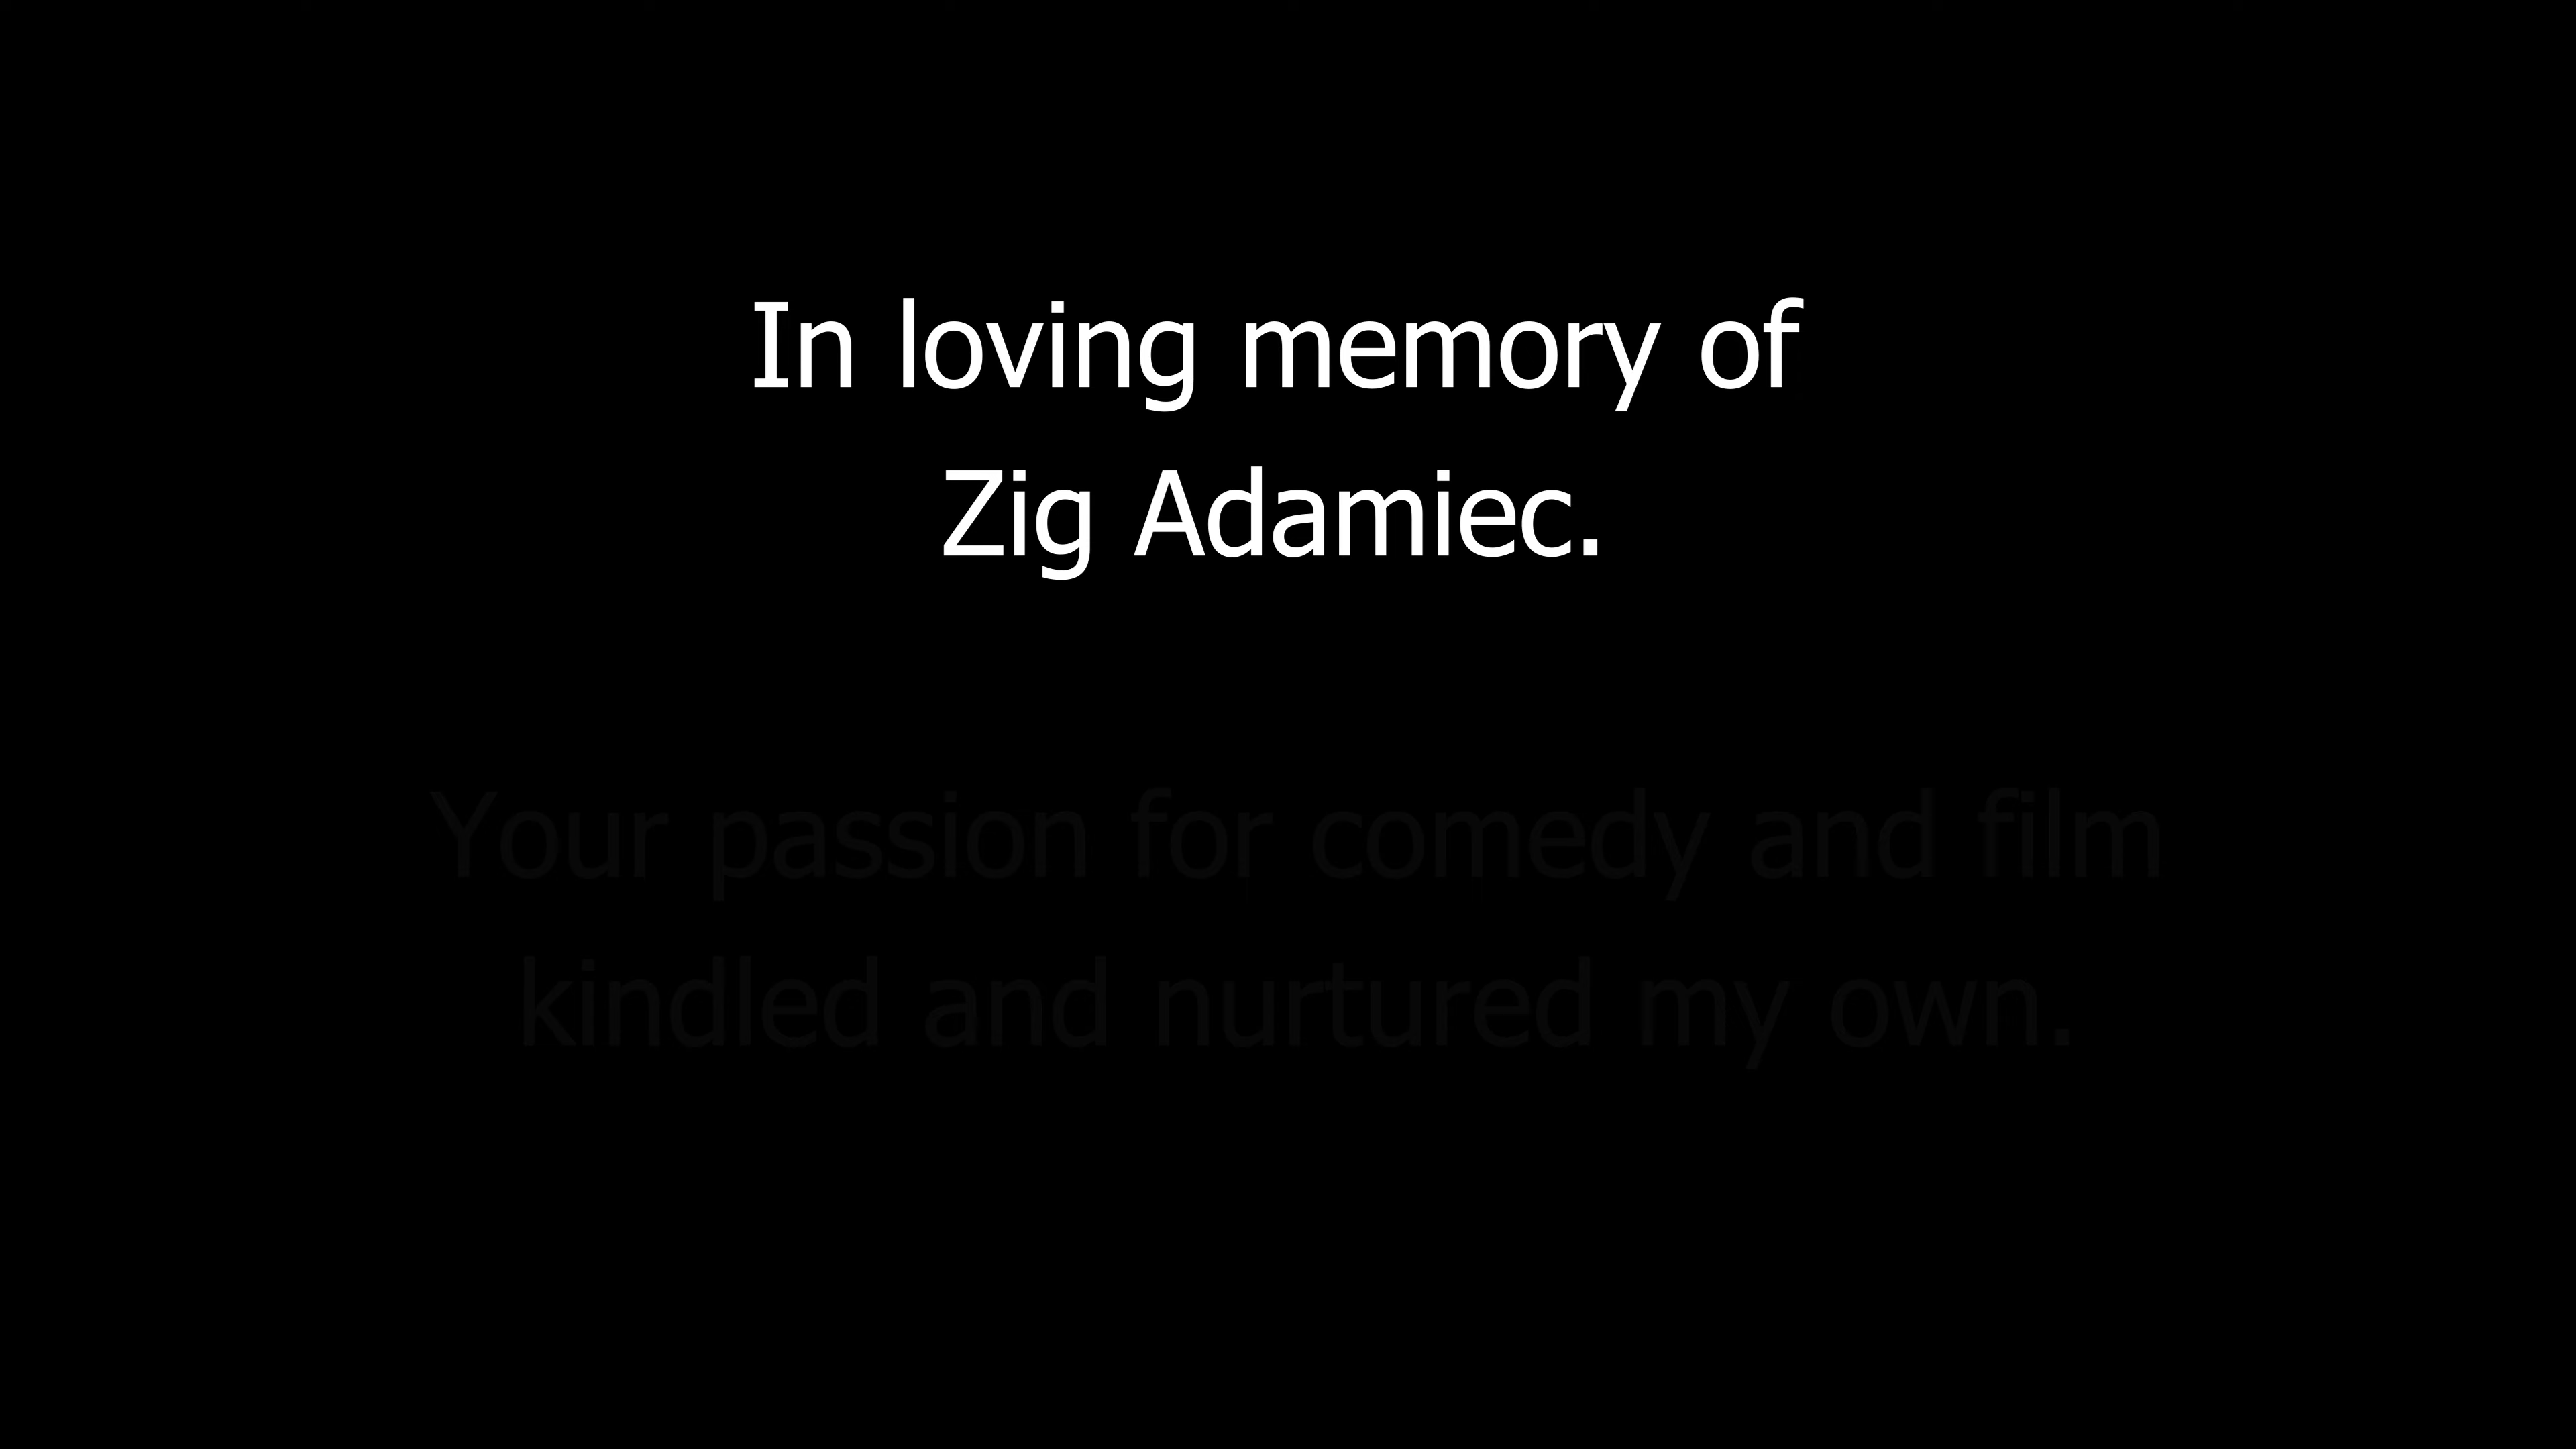 In loving memory of
Zig Adamiec.
Your passion for comedy and film
kindled and nurtured my own.